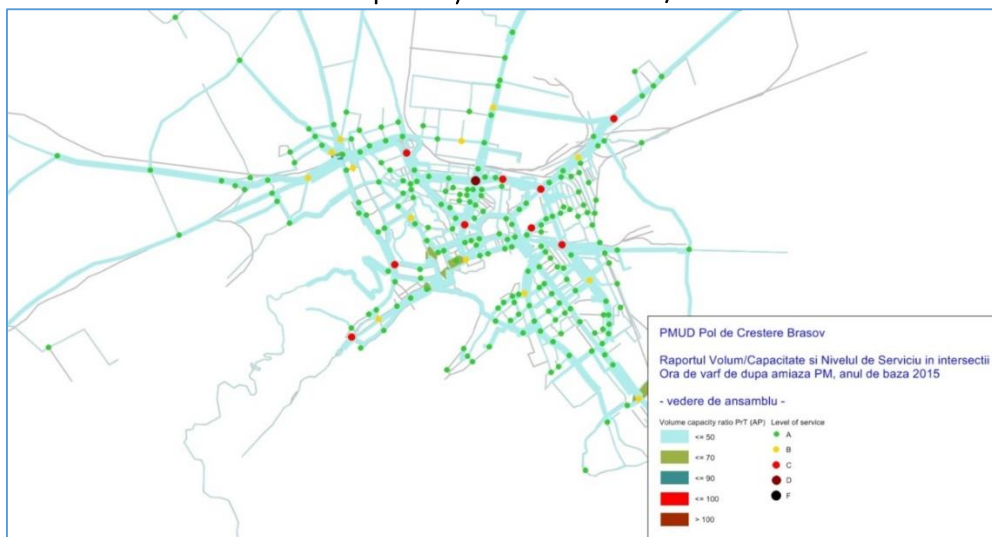 PMUD Pol de Crestere Brasov
Raportul Volum/Capacitate si Nivelul de Serviciu in intersectii
Ora de varf de dupa amiaza PM, anul de baza 2015
- vedere de ansamblu -
Volume capacity ratio PrT (AP) Level of service
<= 50 A
<= 70 B
<= 90 C
<= 100 D
> 100 F